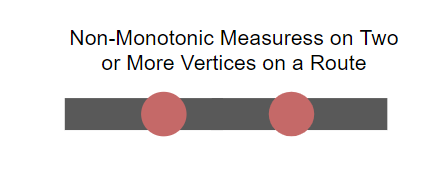 Non-Monotonic Measuress on Two
or More Vertices on a Route